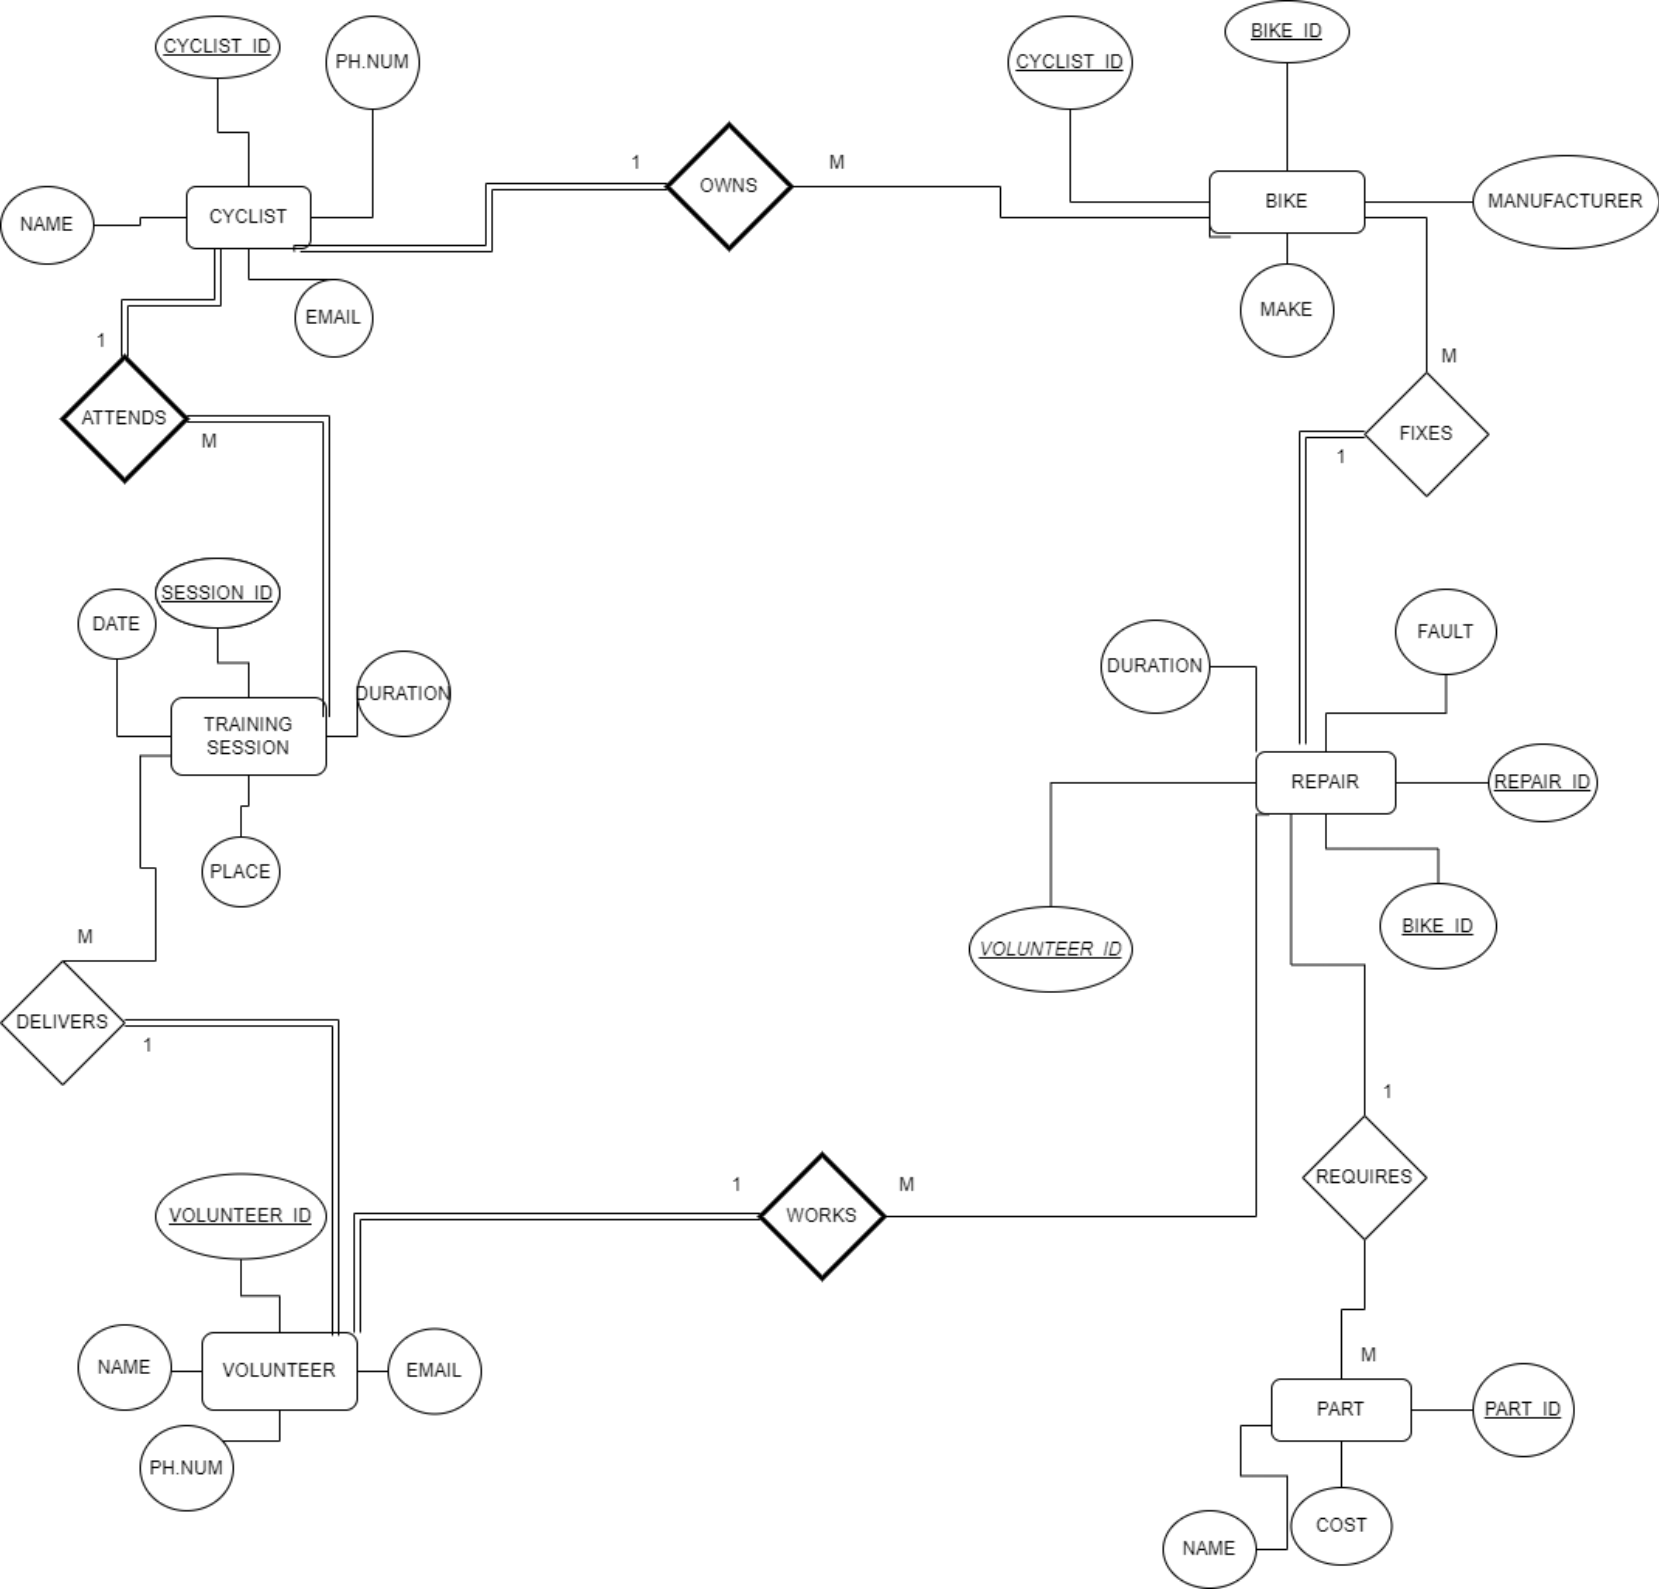 BIKE_ID
CYCLIST_ID
PH.NUM
CYCLIST_ID
1
M
OWNS
BIKE
MANUFACTURER
NAME
CYCLIST
EMAIL
MAKE
1
M
ATTENDS
M
FIXES
1
SESSION_ID
DATE
FAULT
DURATION
DURATION
TRAINING
SESSION
REPAIR
REPAIR_ID
PLACE
BIKE_ID
M
VOLUNTEER_ID
DELIVERS
1
1
REQUIRES
1
M
VOLUNTEER_ID
WORKS
M
NAME
VOLUNTEER
EMAIL
PART
PART_ID
PH.NUM
COST
NAME